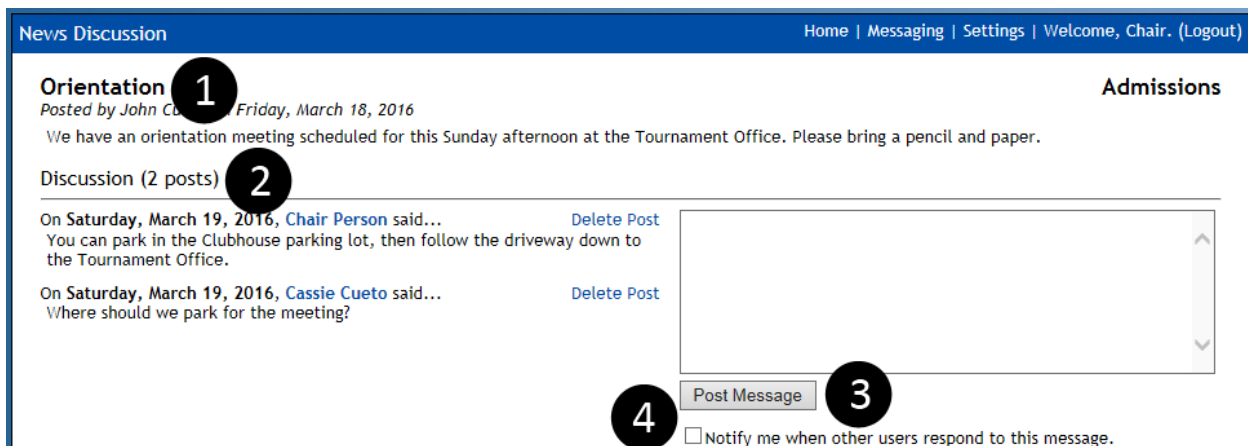 News Discussion
Home | Messaging | Settings | Welcome, Chair. (Logout)
Orientation 1
Admissions
Posted by John Friday, March 18, 2016
We have an orientation meeting scheduled for this Sunday afternoon at the Tournament Office. Please bring a pencil and paper.
Discussion (2 posts) 2
On Saturday, March 19, 2016, Chair Person said... Delete Post
You can park in the Clubhouse parking lot, then follow the driveway down to
the Tournament Office.
On Saturday, March 19, 2016, Cassie Cueto said... Delete Post
Where should we park for the meeting?
Post Message 3
4
Notify me when other users respond to this message.